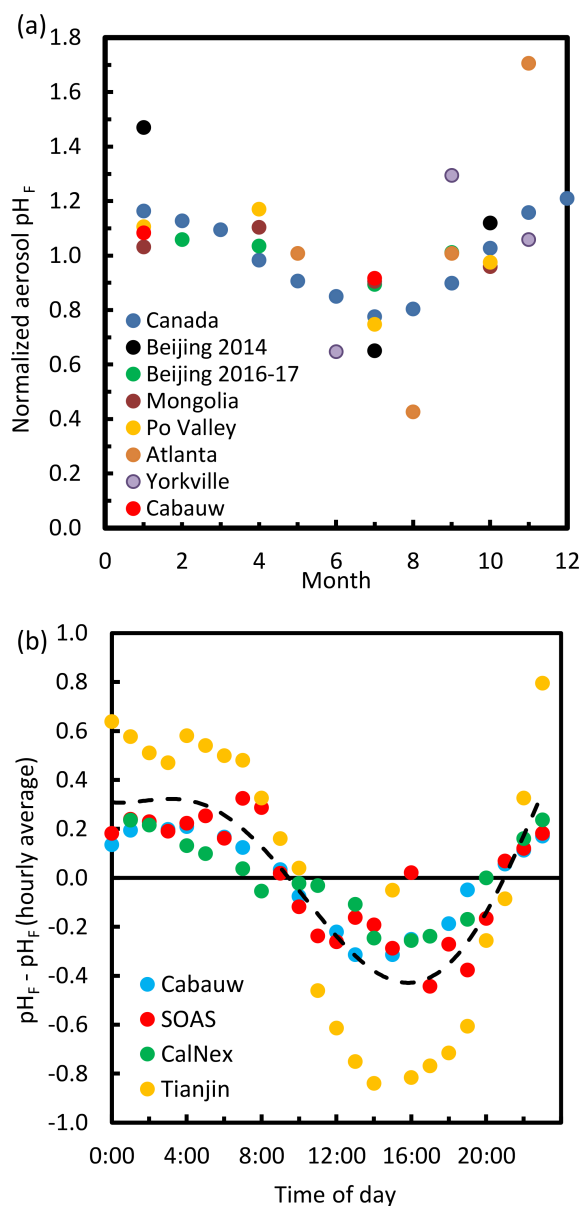 (a)
1.8
1.6
1.4
1.2
1.0
0.8
0.6
0.4
0.2
0.0
Normalized aerosol pHF
Canada
Beijing 2014
Beijing 2016-17
Mongolia
Po Valley
Atlanta
Yorkville
Cabauw
0 2 4 6 8 10 12
Month
(b)
1.0
0.8
0.6
0.4
0.2
0.0
-0.2
-0.4
-0.6
-0.8
-1.0
pHF - pHF (hourly average)
Cabauw
SOAS
CalNex
Tianjin
0:00 4:00 8:00 12:00 16:00 20:00
Time of day